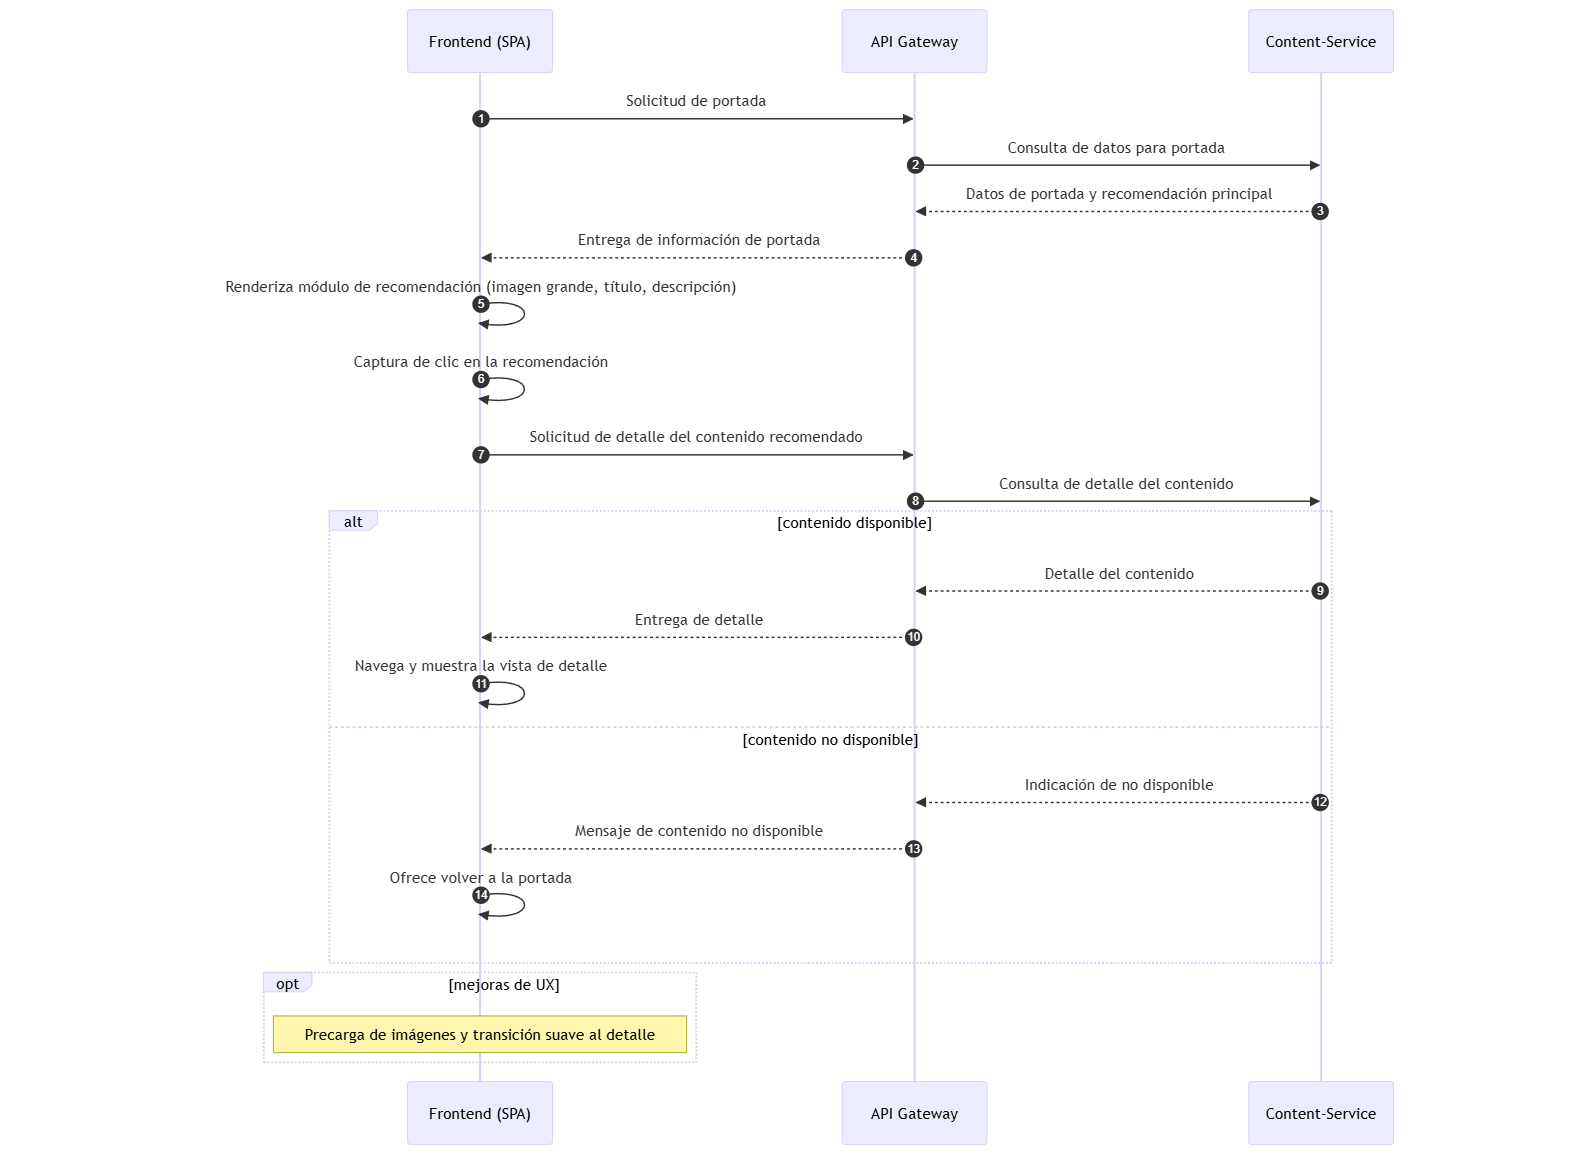 Frontend (SPA)
API Gateway
Content-Service
Solicitud de portada
1
Consulta de datos para portada
2
Datos de portada y recomendación principal
3
Entrega de información de portada
4
Renderiza módulo de recomendación (imagen grande, título, descripción)
5
Captura de clic en la recomendación
6
Solicitud de detalle del contenido recomendado
7
Consulta de detalle del contenido
8
alt
[contenido disponible]
Detalle del contenido
9
Entrega de detalle
10
Navega y muestra la vista de detalle
11
[contenido no disponible]
Indicación de no disponible
12
Mensaje de contenido no disponible
13
Ofrece volver a la portada
14
opt
[mejoras de UX]
Precarga de imágenes y transición suave al detalle
Frontend (SPA)
API Gateway
Content-Service